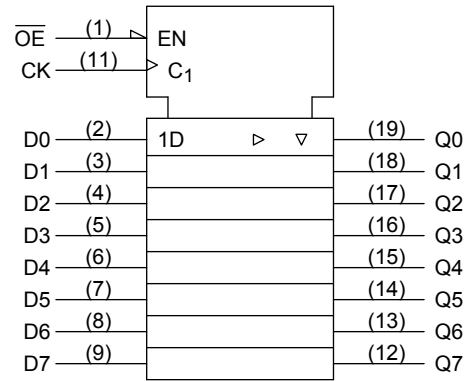 O̅E̅ (1) EN
CK (11) C1
D0 (2) 1D (19) Q0
D1 (3) (18) Q1
D2 (4) (17) Q2
D3 (5) (16) Q3
D4 (6) (15) Q4
D5 (7) (14) Q5
D6 (8) (13) Q6
D7 (9) (12) Q7